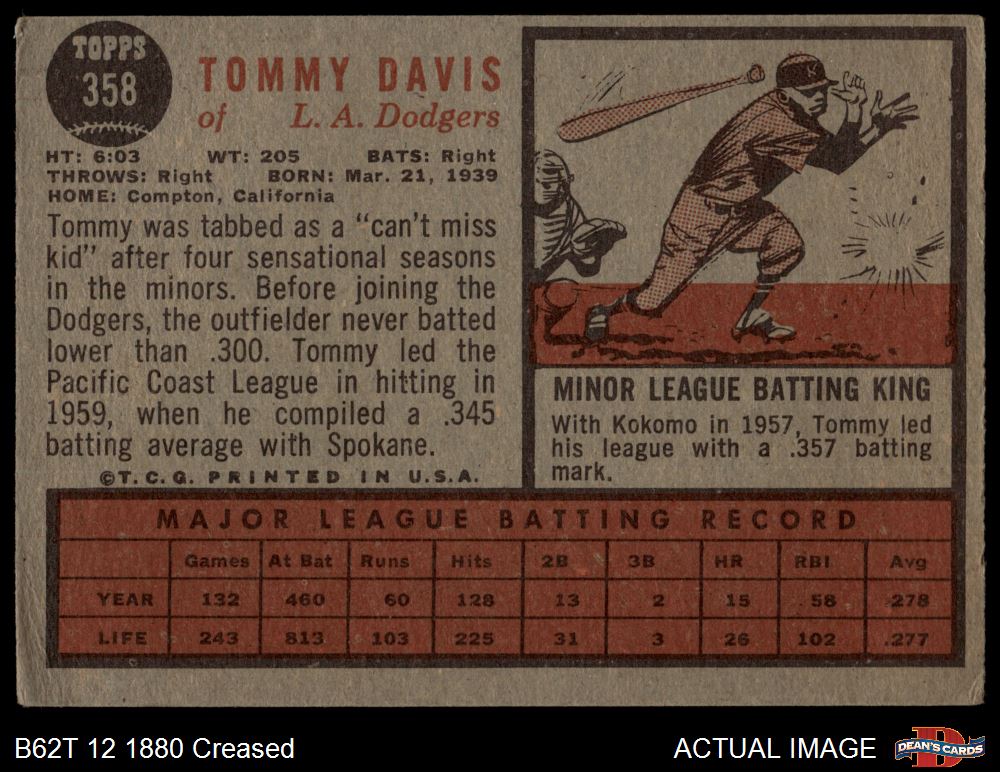 TOPPS
358
TOMMY DAVIS
of L. A. Dodgers
HT: 6:03 WT: 205 BATS: Right
THROWS: Right BORN: Mar. 21, 1939
HOME: Compton, California
Tommy was tabbed as a "can't miss
kid" after four sensational seasons
in the minors. Before joining the
Dodgers, the outfielder never batted
lower than .300. Tommy led the
Pacific Coast League in hitting in
1959, when he compiled a .345
batting average with Spokane.
©T.C.G. PRINTED IN U.S.A.
K
MINOR LEAGUE BATTING KING
With Kokomo in 1957, Tommy led
his league with a .357 batting
mark.
MAJOR LEAGUE BATTING RECORD
Games At Bat Runs Hits 2B 3B HR RBI Avg
YEAR 132 460 60 128 13 2 15 58 .278
LIFE 243 813 103 225 31 3 26 102 .277
B62T 12 1880 Creased
ACTUAL IMAGE
DEAN'S CARDS